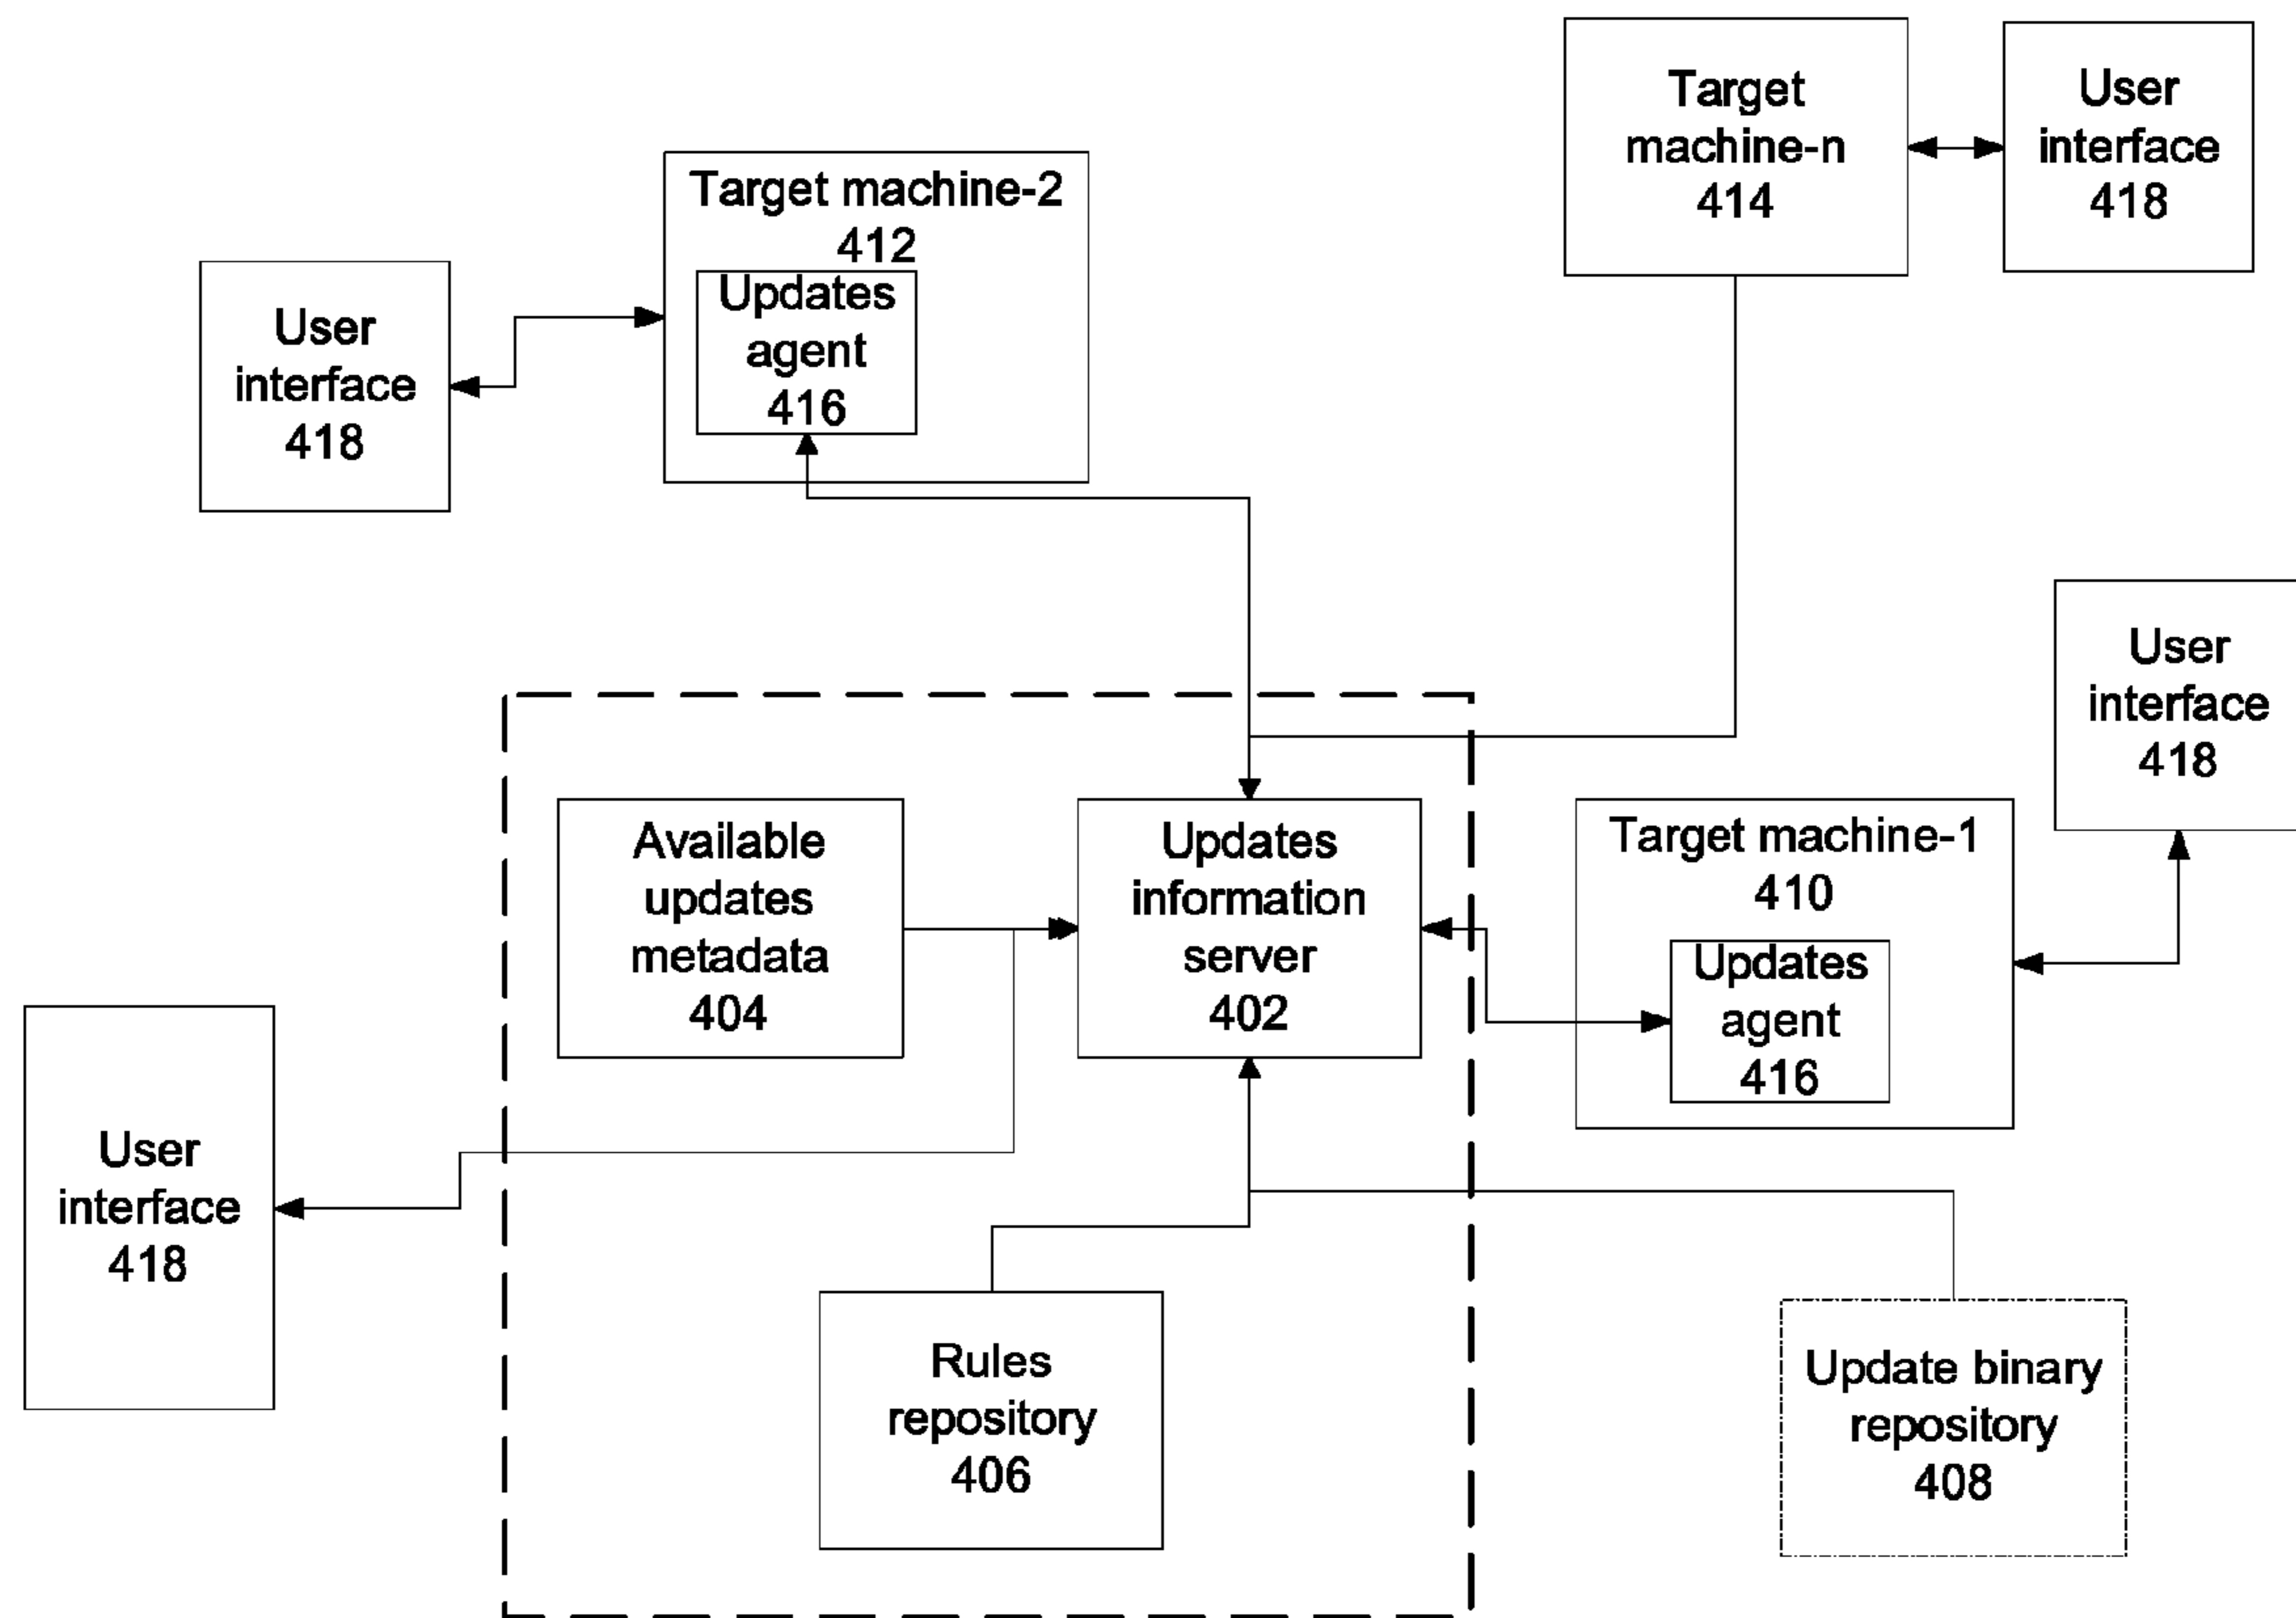 Target
machine-n
414
User
interface
418
Target machine-2
412
Updates
agent
416
User
interface
418
User
interface
418
Available
updates
metadata
404
Updates
information
server
402
Target machine-1
410
Updates
agent
416
User
interface
418
Rules
repository
406
Update binary
repository
408